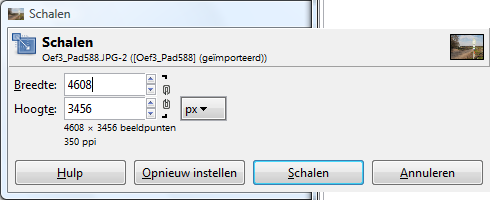 Schalen
Schalen
Oef3_Pad588.JPG-2 ([Oef3_Pad588] (geïmporteerd))
Breedte: 4608
Hoogte: 3456 px
4608 × 3456 beeldpunten
350 ppi
Hulp Opnieuw instellen Schalen Annuleren